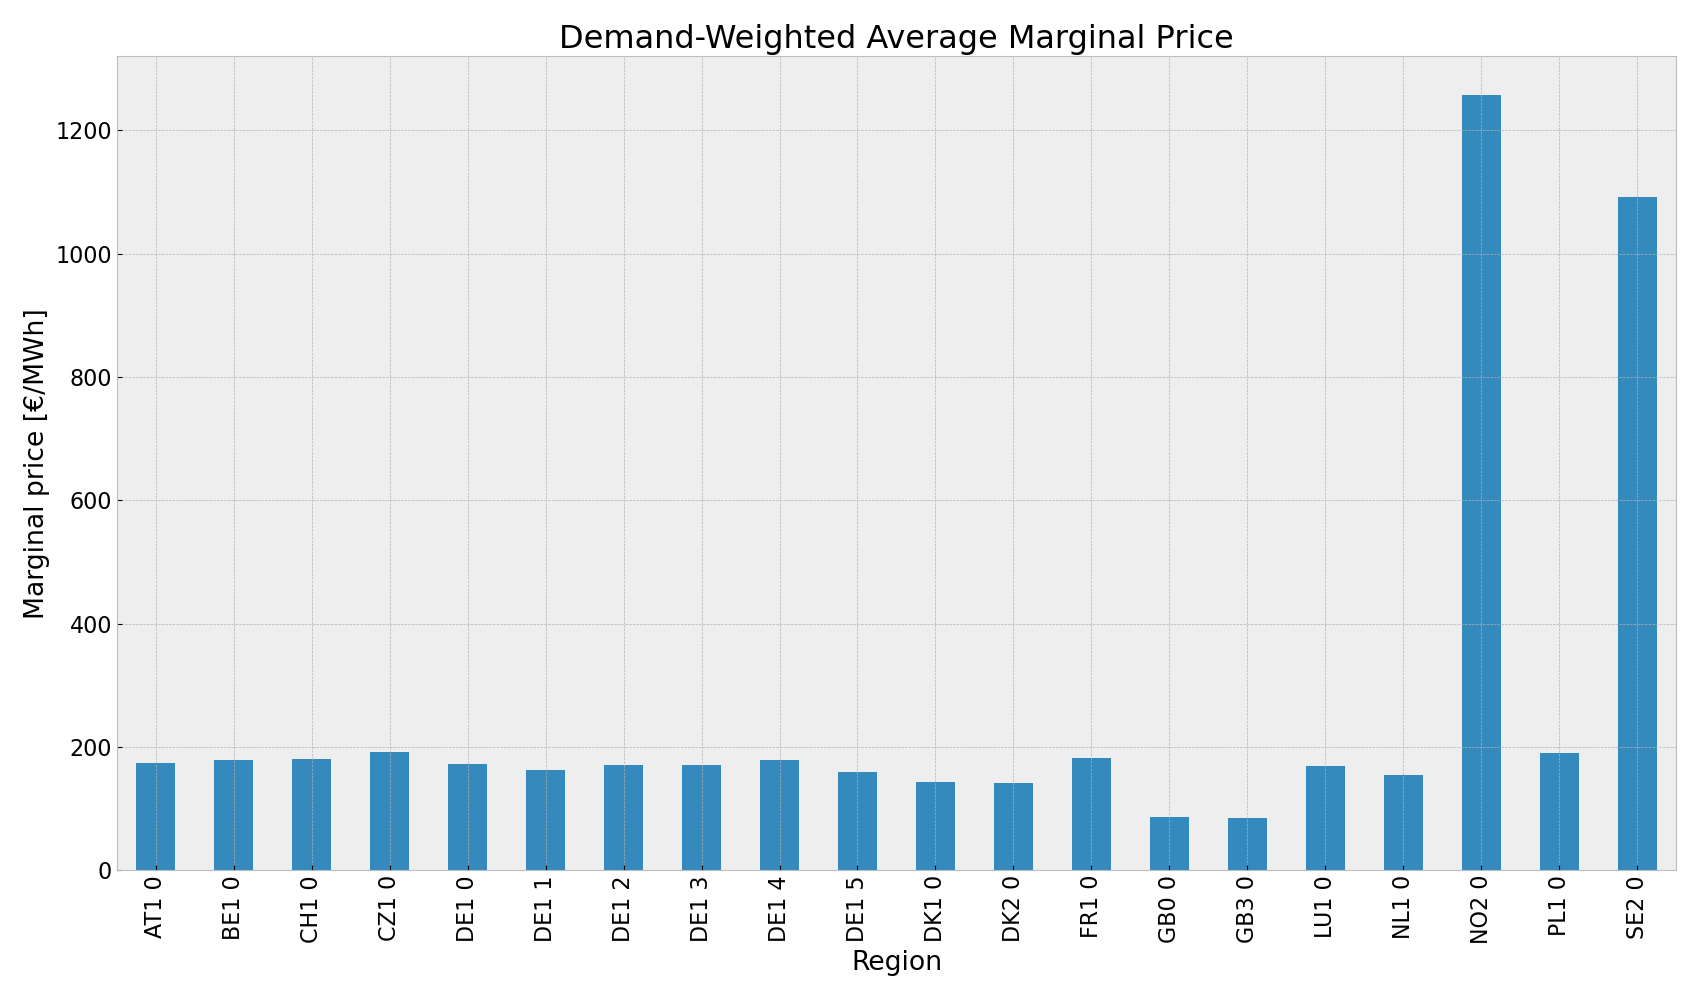 Demand-Weighted Average Marginal Price
Marginal price [€/MWh]
1200
1000
800
600
400
200
0
AT1 0
BE1 0
CH1 0
CZ1 0
DE1 0
DE1 1
DE1 2
DE1 3
DE1 4
DE1 5
DK1 0
DK2 0
FR1 0
GB0 0
GB3 0
LU1 0
NL1 0
NO2 0
PL1 0
SE2 0
Region